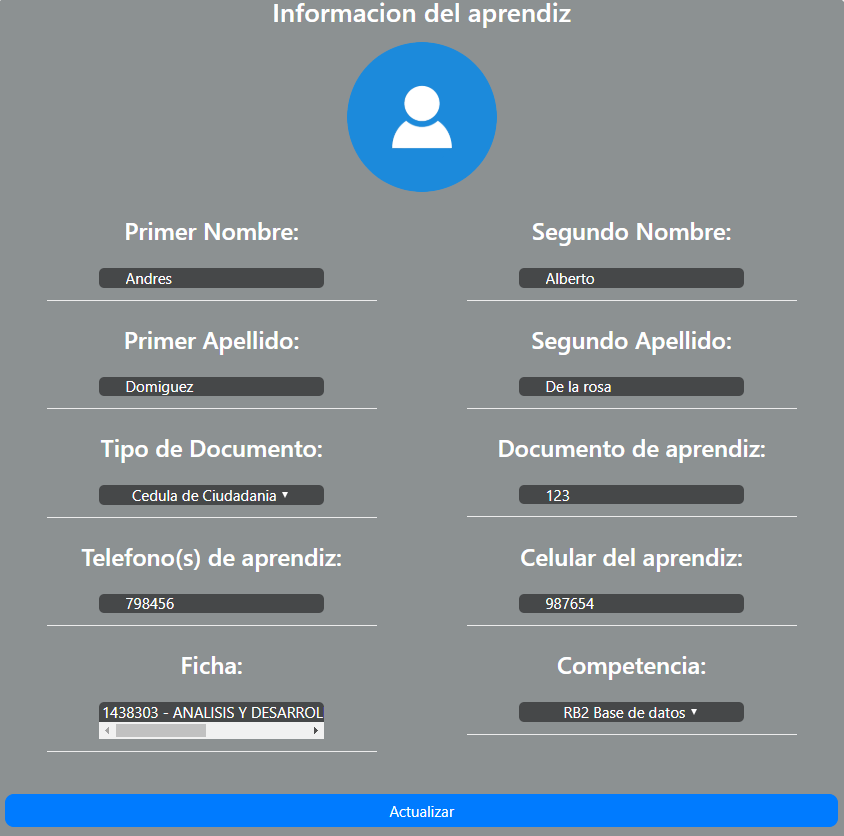 Informacion del aprendiz
Primer Nombre:
Segundo Nombre:
Andres
Alberto
Primer Apellido:
Segundo Apellido:
Domiguez
De la rosa
Tipo de Documento:
Documento de aprendiz:
Cedula de Ciudadania
123
Telefono(s) de aprendiz:
Celular del aprendiz:
798456
987654
Ficha:
Competencia:
1438303 - ANALISIS Y DESARROL
RB2 Base de datos
Actualizar